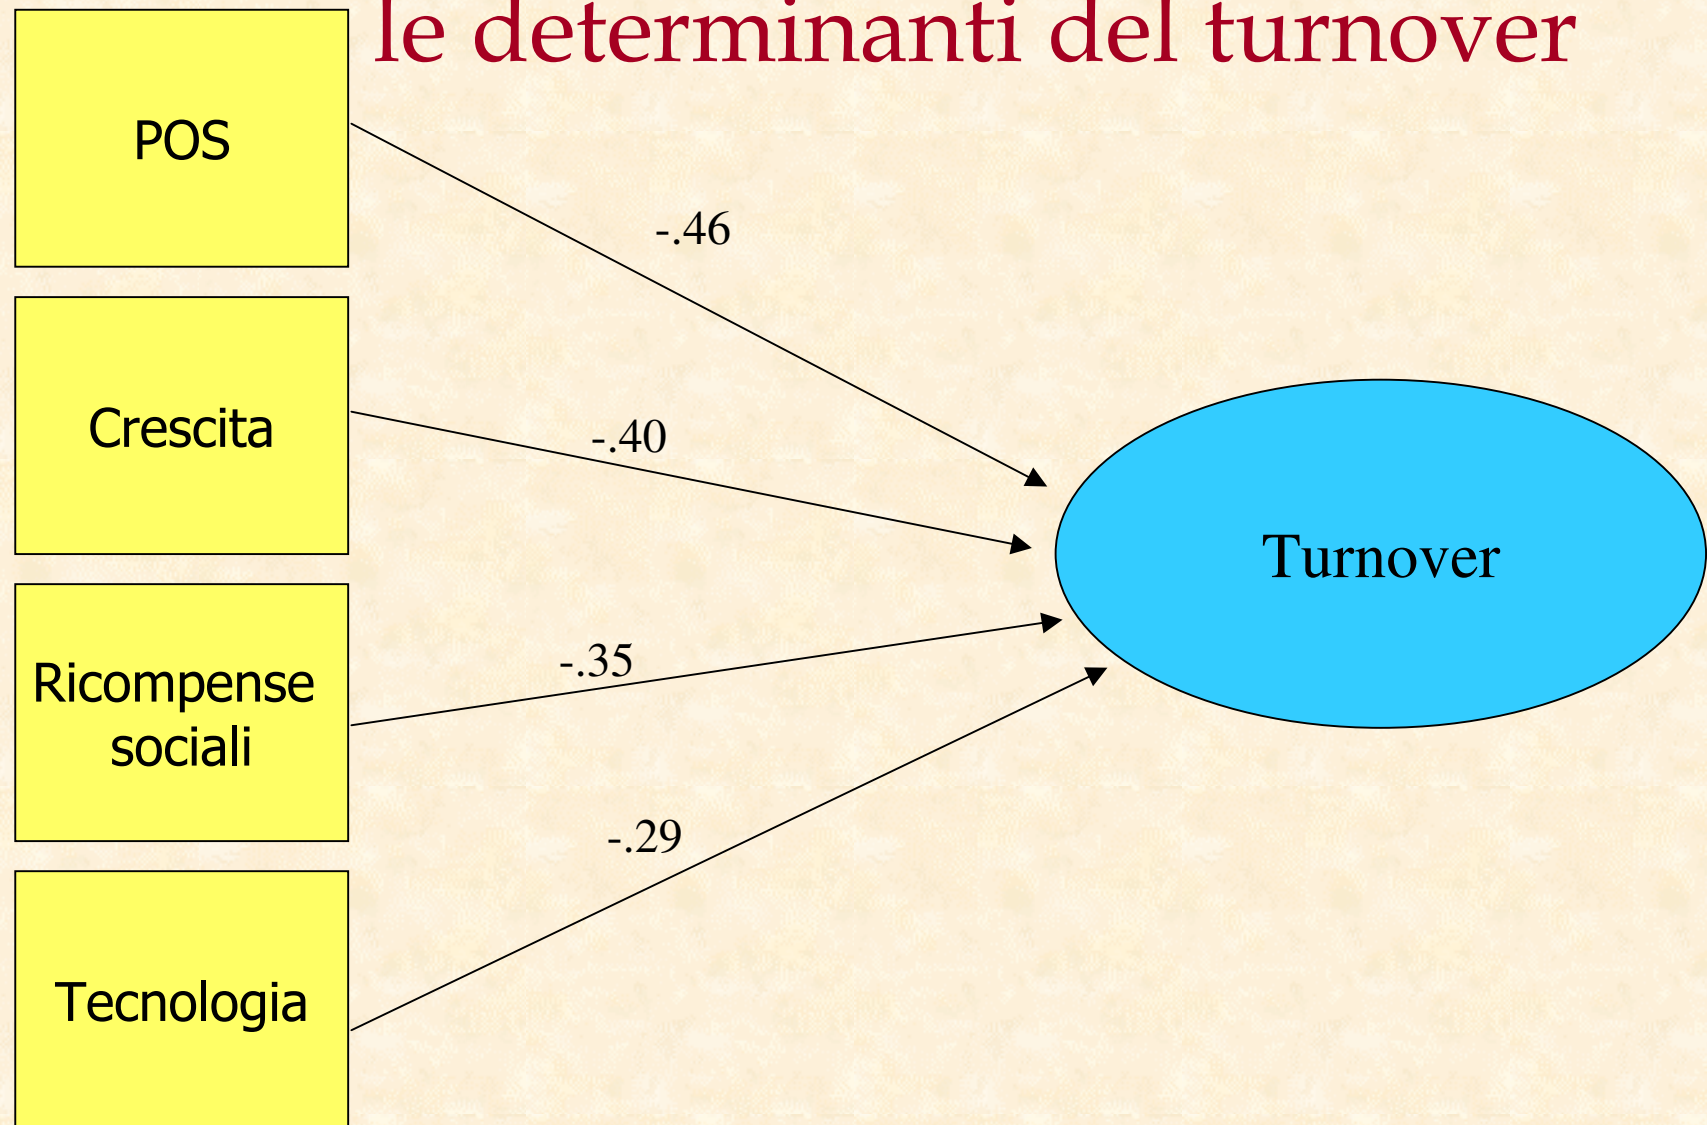 le determinanti del turnover
POS
-.46
Crescita
-.40
Turnover
Ricompense
sociali
-.35
-.29
Tecnologia